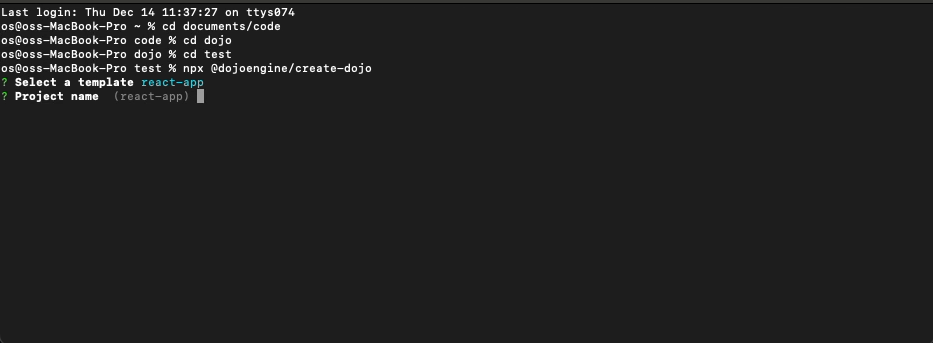 Last login: Thu Dec 14 11:37:27 on ttys074
os@oss-MacBook-Pro ~ % cd documents/code
os@oss-MacBook-Pro code % cd dojo
os@oss-MacBook-Pro dojo % cd test
os@oss-MacBook-Pro test % npx @dojoengine/create-dojo
? Select a template react-app
? Project name (react-app)